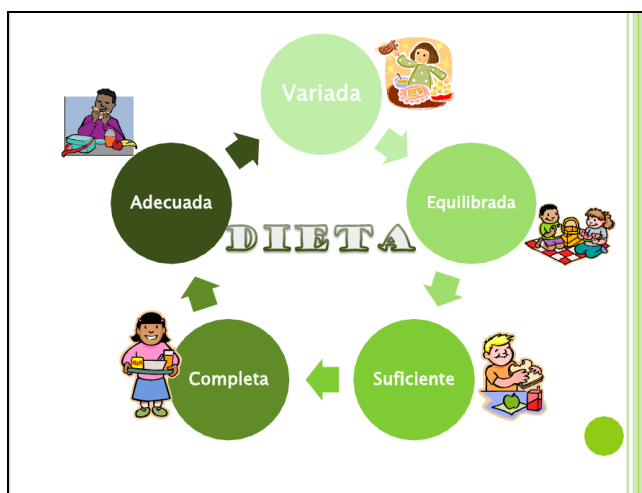 Variada
Equilibrada
Suficiente
Completa
Adecuada
DIETA